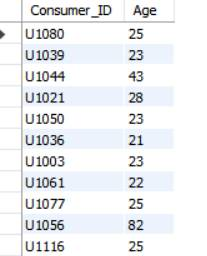 Consumer_ID Age
U1080 25
U1039 23
U1044 43
U1021 28
U1050 23
U1036 21
U1003 23
U1061 22
U1077 25
U1056 82
U1116 25